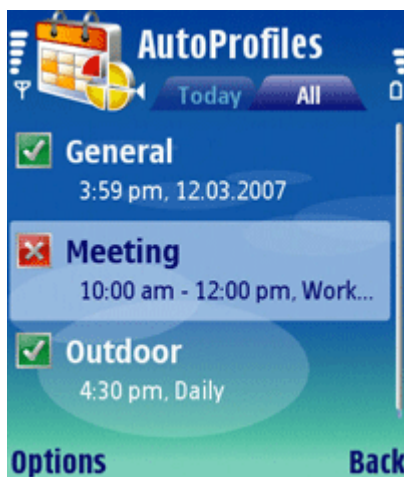 AutoProfiles
Today All
General
3:59 pm, 12.03.2007
Meeting
10:00 am - 12:00 pm, Work...
Outdoor
4:30 pm, Daily
Options Back